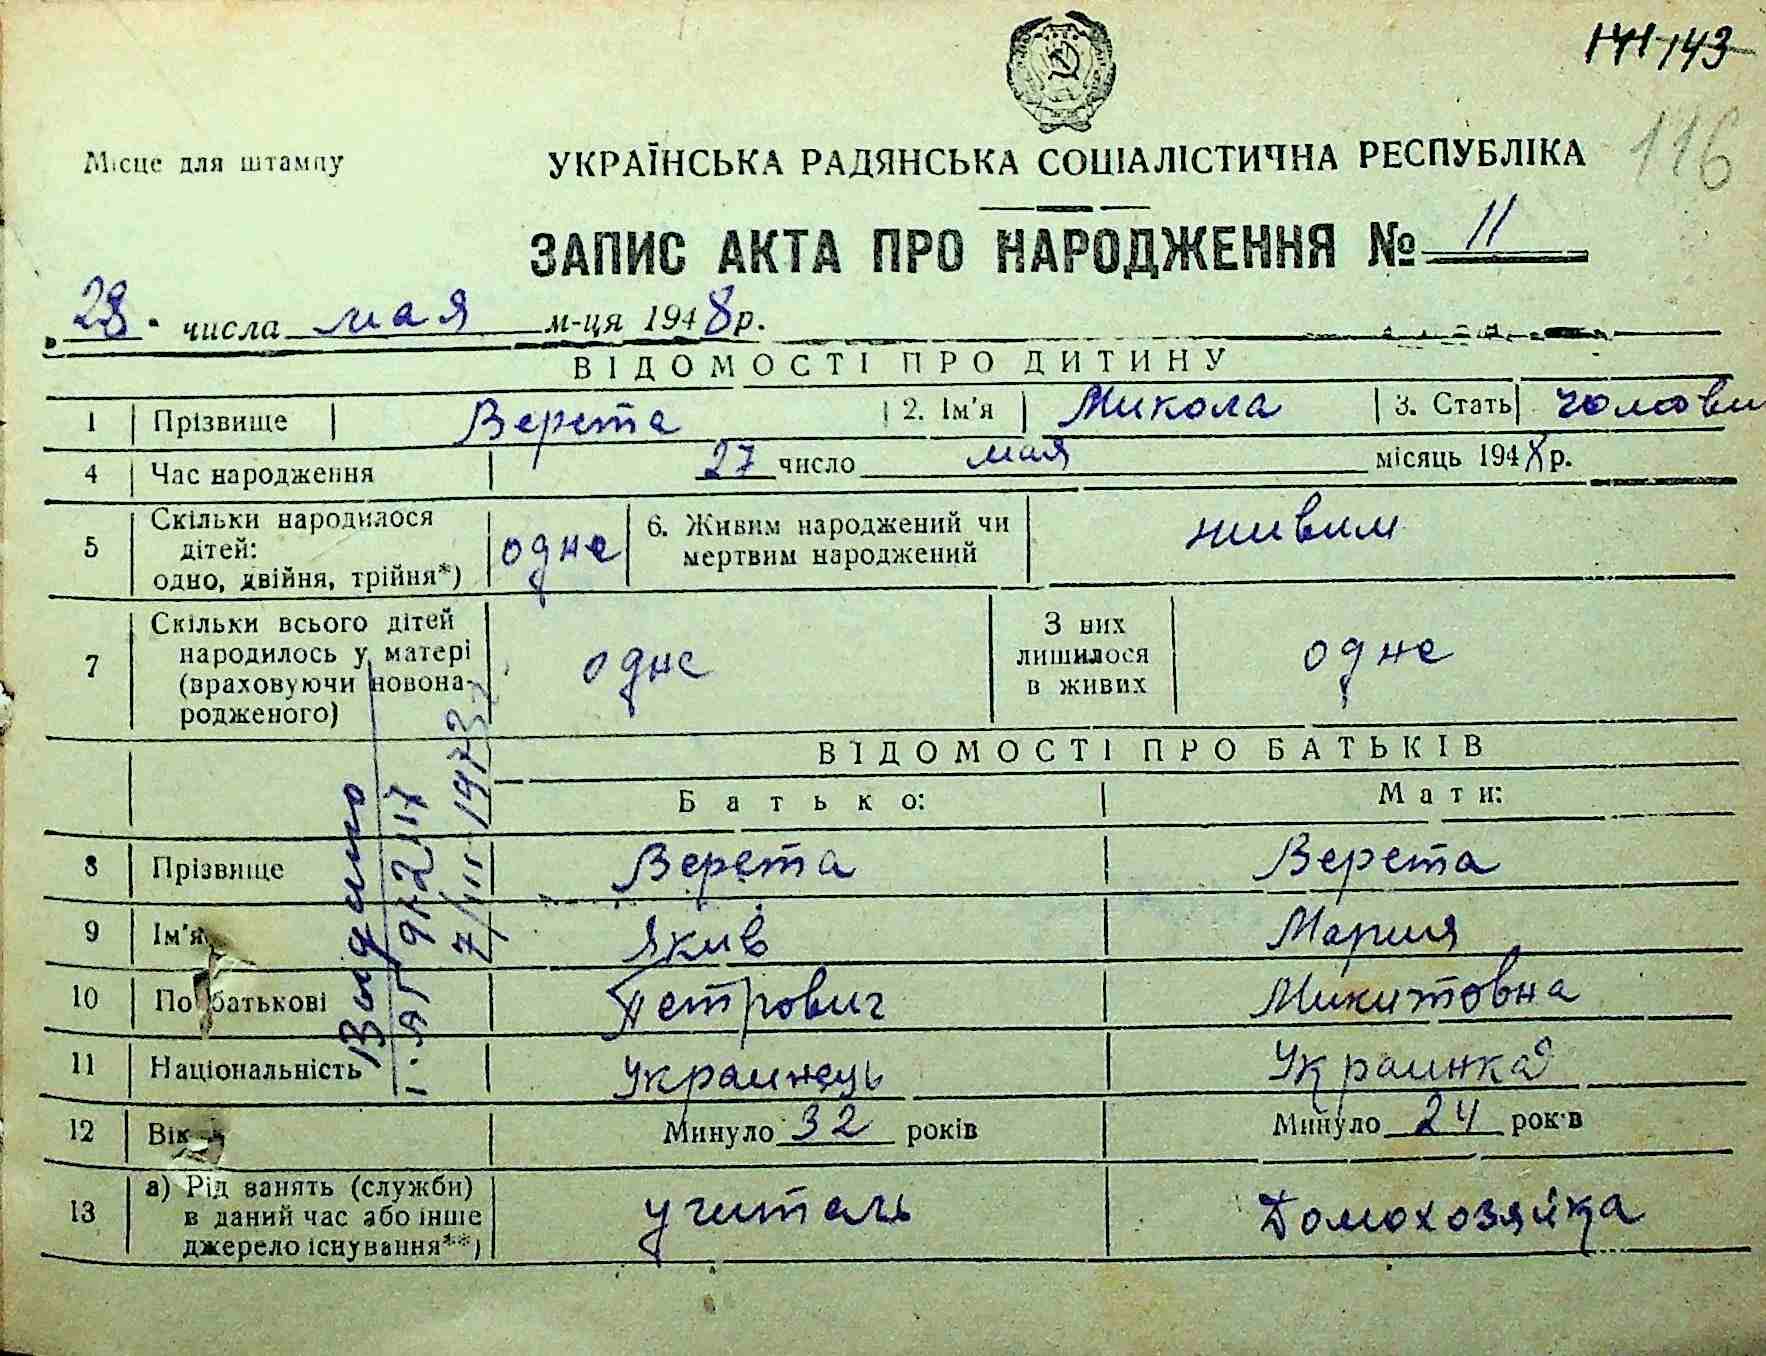 141 143
116
Місце для штампу
УКРАЇНСЬКА РАДЯНСЬКА СОЦІАЛІСТИЧНА РЕСПУБЛІКА
ЗАПИС АКТА ПРО НАРОДЖЕННЯ № 11
28 числа мая м-ця 1948 р.
ВІДОМОСТІ ПРО ДИТИНУ
1 Прізвище Верета 2. Ім'я Микола 3. Стать чолови
4 Час народження 27 число мая місяць 1948 р.
5 Скільки народилося дітей: одно, двійня, трійня*) одне 6. Живим народжений чи мертвим народжений живим
7 Скільки всього дітей народилось у матері (враховуючи новонародженого) одне З них лишилося в живих одне
ВІДОМОСТІ ПРО БАТЬКІВ
Батько: Мати:
8 Прізвище Верета Верета
9 Ім'я Яків Мария
10 По батькові Петрович Микитовна
11 Національність Украинець Украинка
12 Вік Минуло 32 років Минуло 24 років
13 а) Рід занять (служби) в даний час або інше джерело існування**) учитель Домохозяйка